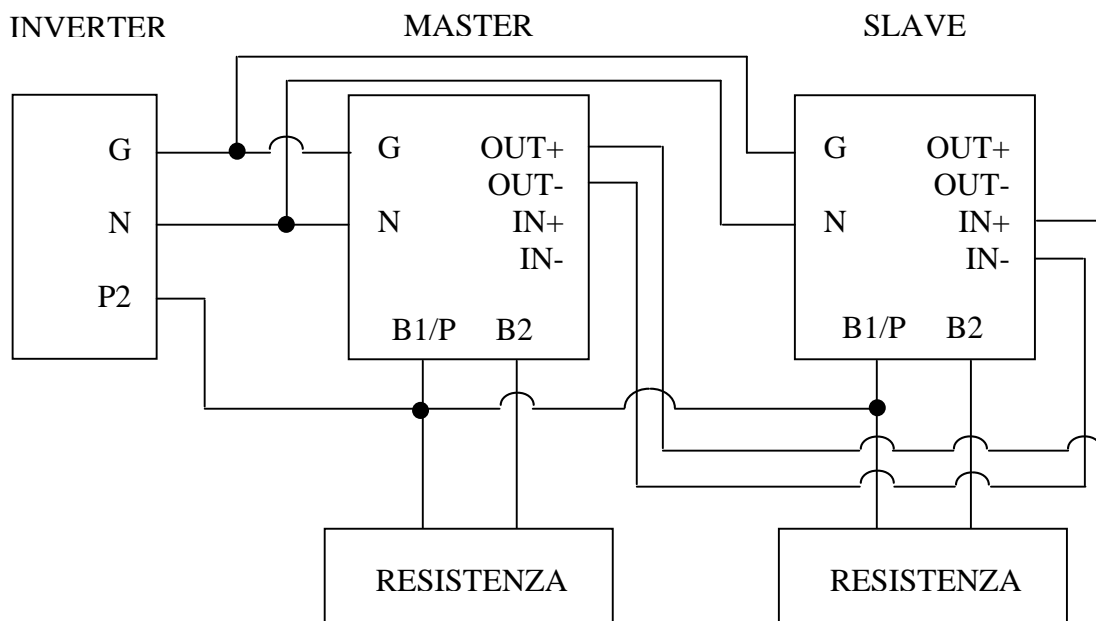 INVERTER MASTER SLAVE
G G OUT+ G OUT+
OUT- OUT-
N N IN+ N IN+
IN- IN-
P2
B1/P B2 B1/P B2
RESISTENZA RESISTENZA